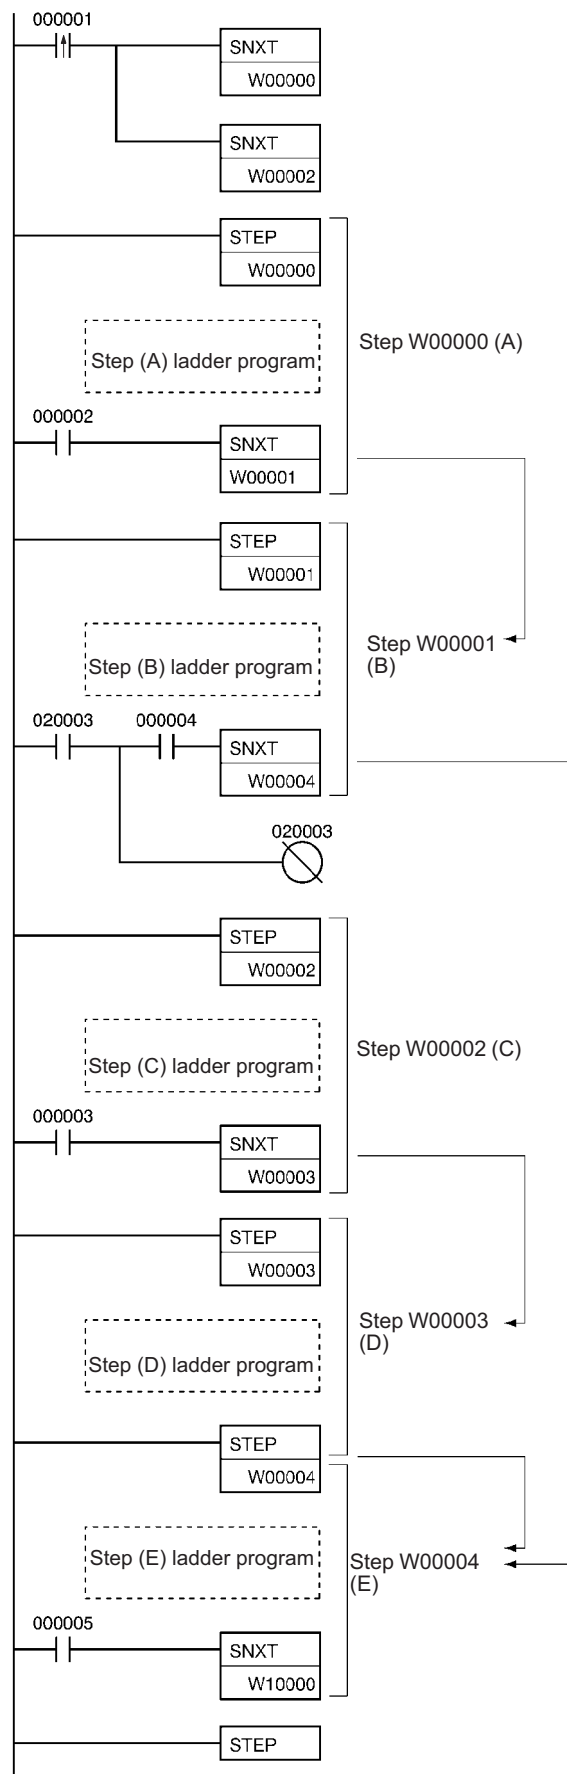 000001
SNXT
W00000
SNXT
W00002
STEP
W00000
Step W00000 (A)
Step (A) ladder program
000002
SNXT
W00001
STEP
W00001
Step W00001
(B)
Step (B) ladder program
020003
000004
SNXT
W00004
020003
STEP
W00002
Step W00002 (C)
Step (C) ladder program
000003
SNXT
W00003
STEP
W00003
Step W00003
(D)
Step (D) ladder program
STEP
W00004
Step (E) ladder program
Step W00004
(E)
000005
SNXT
W10000
STEP